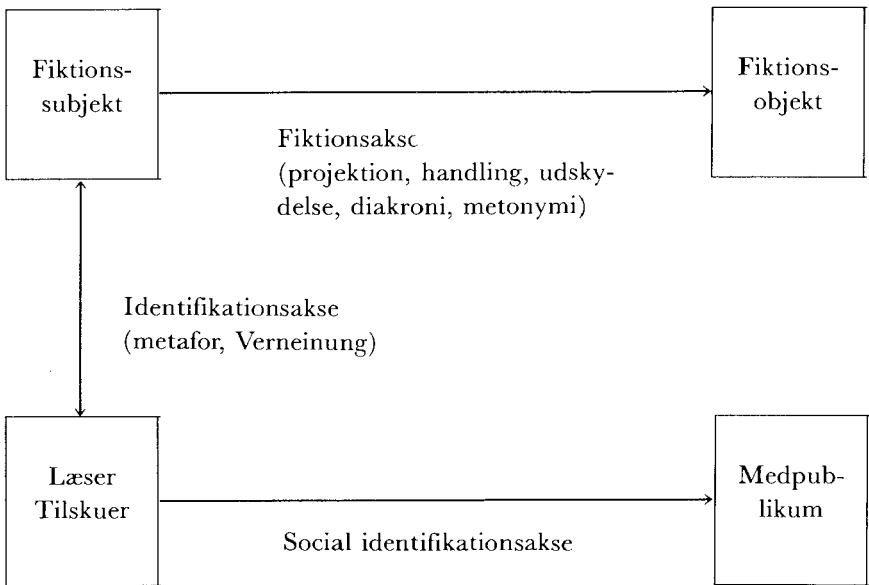 Fiktions-
subjekt
Fiktions-
objekt
Fiktionsakse
(projektion, handling, udsky-
delse, diakroni, metonymi)
Identifikationsakse
(metafor, Verneinung)
Læser
Tilskuer
Medpub-
likum
Social identifikationsakse